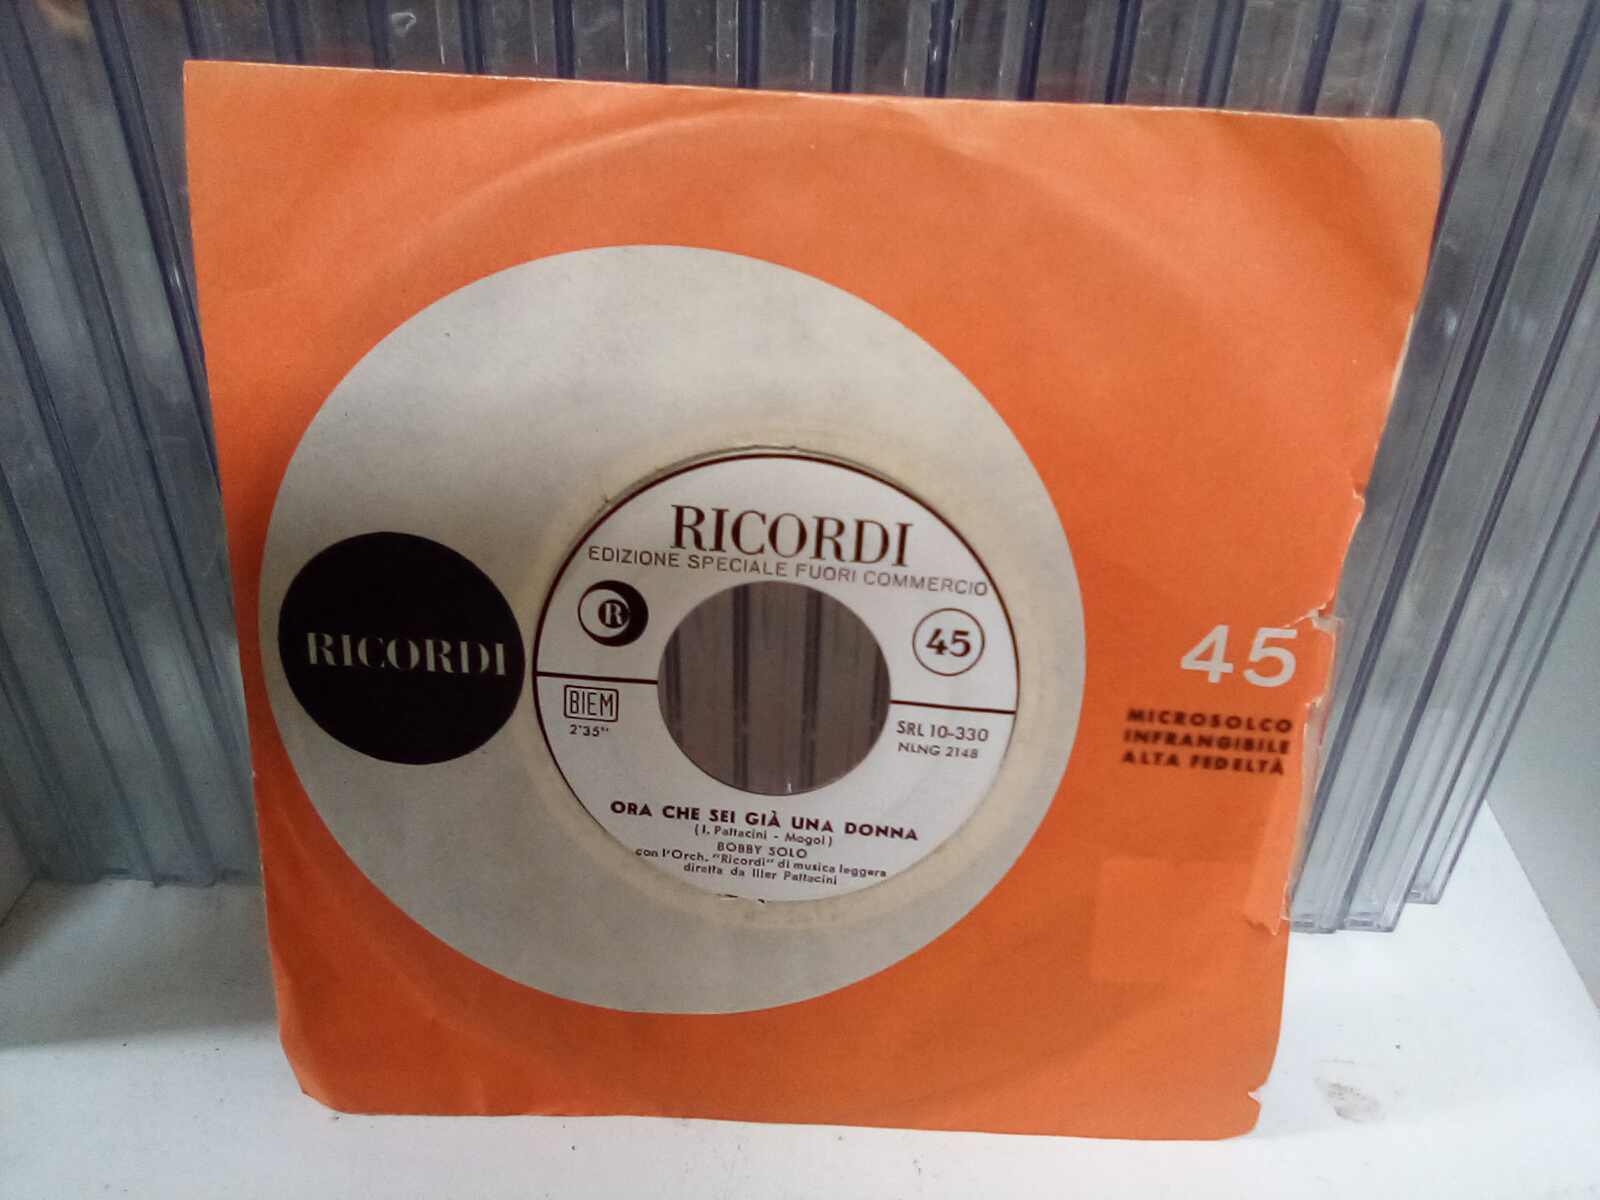 RICORDI
EDIZIONE SPECIALE FUORI COMMERCIO
R
45
BIEM
2'35"
SRL 10-330
NLNG 2148
ORA CHE SEI GIÀ UNA DONNA
(I. Pattacini - Mogol)
BOBBY SOLO
con l'Orch. "Ricordi" di musica leggera
diretta da Iller Pattacini
RICORDI
45
MICROSOLCO
INFRANGIBILE
ALTA FEDELTÀ